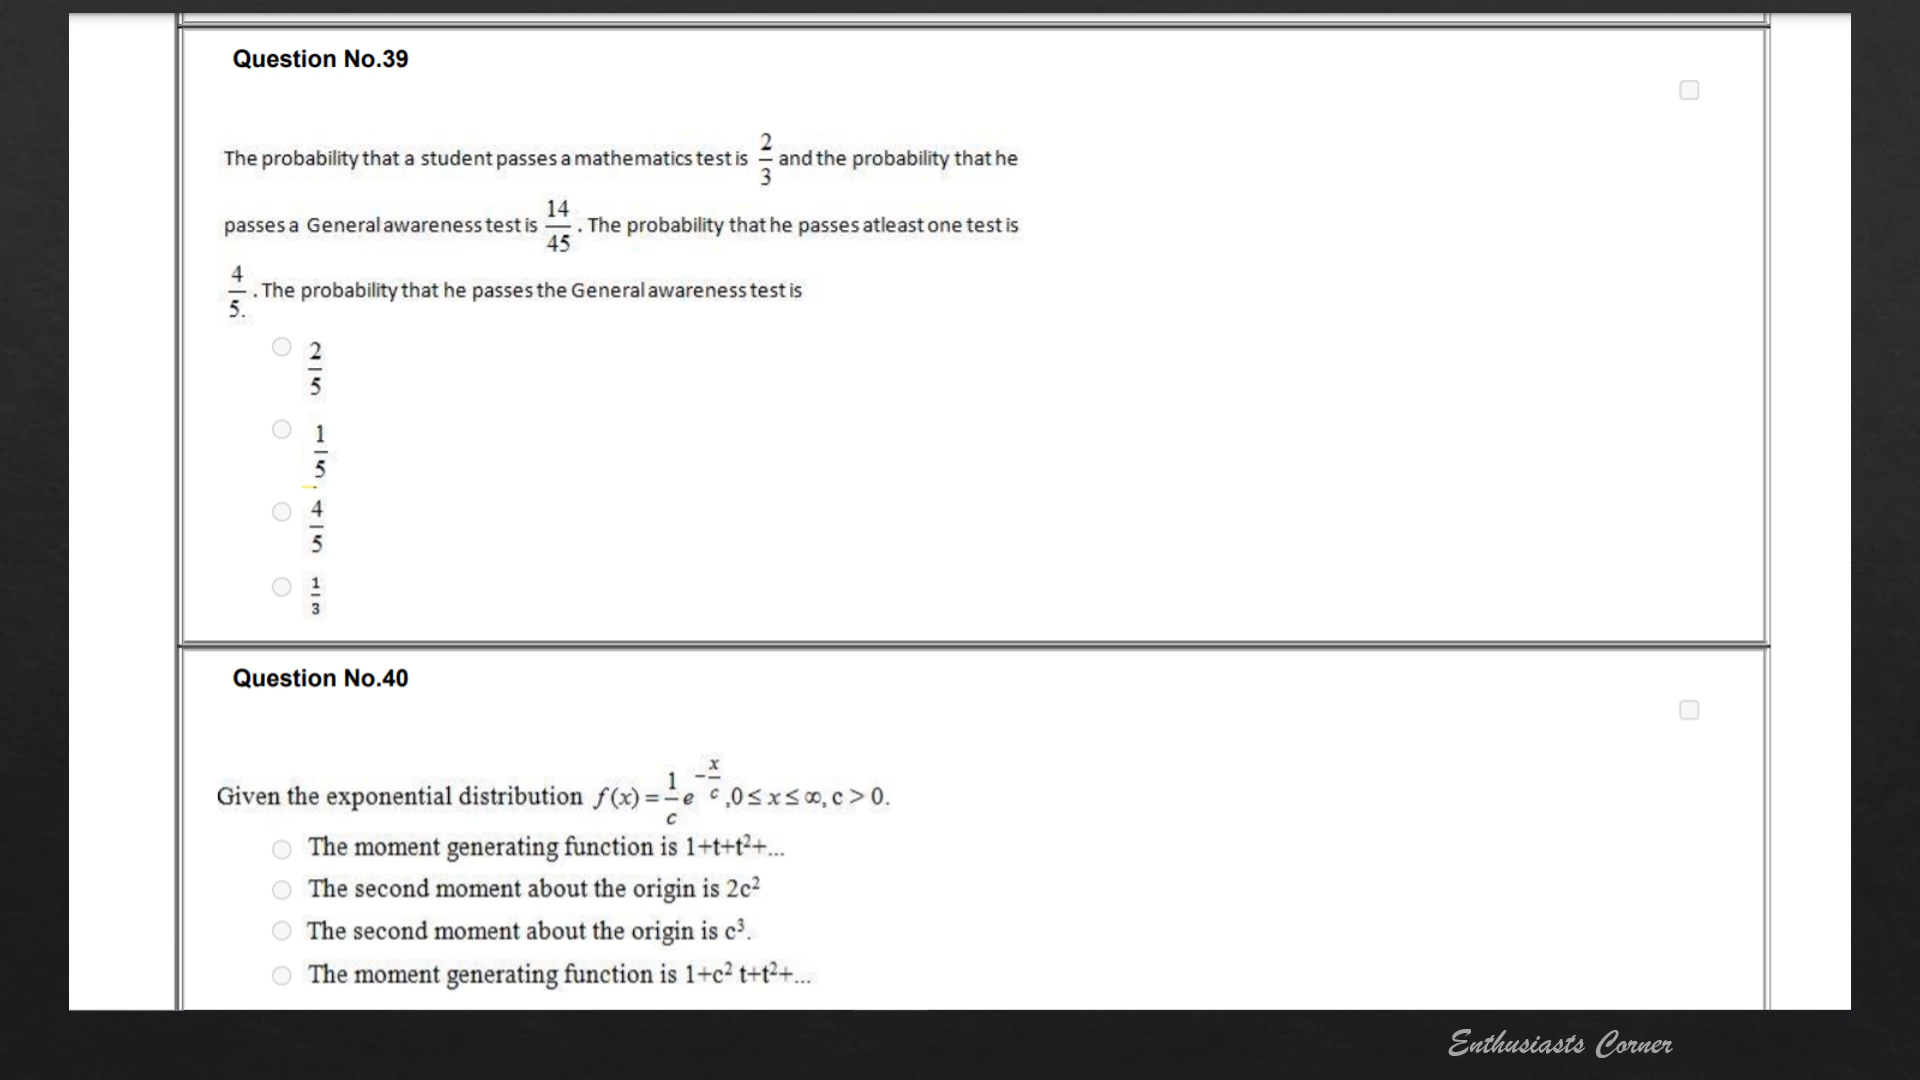 Question No.39
The probability that a student passes a mathematics test is 2/3 and the probability that he
passes a General awareness test is 14/45 . The probability that he passes atleast one test is
4/5. . The probability that he passes the General awareness test is
2/5
1/5
4/5
1/3
Question No.40
Given the exponential distribution f(x) = 1/c e^(-x/c) ,0 ≤ x ≤ ∞, c > 0.
The moment generating function is 1+t+t²+...
The second moment about the origin is 2c²
The second moment about the origin is c³.
The moment generating function is 1+c² t+t²+...
Enthusiasts Corner